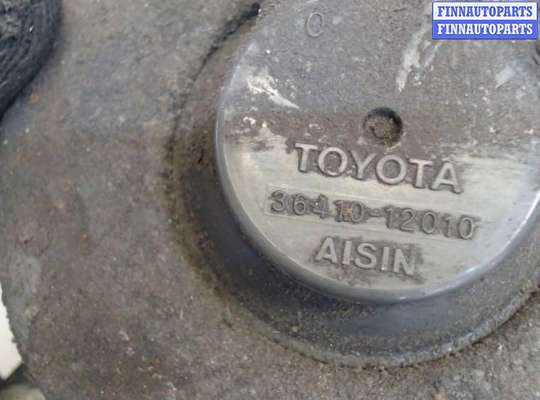 FINNAUTOPARTS
FINNAUTOPARTS
O
TOYOTA
36410-12010
AISIN